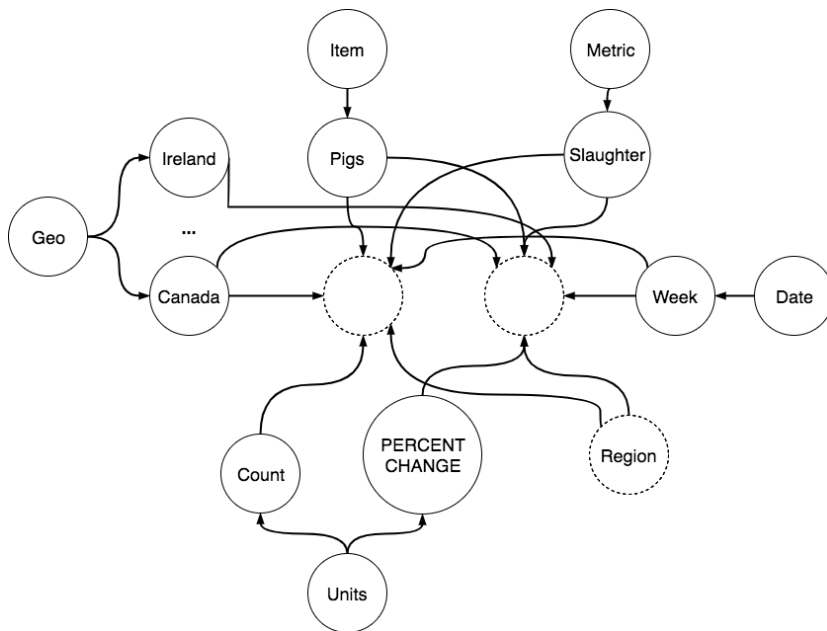 Item
Metric
Ireland
Pigs
Slaughter
Geo
...
Canada
Week
Date
PERCENT
CHANGE
Region
Count
Units